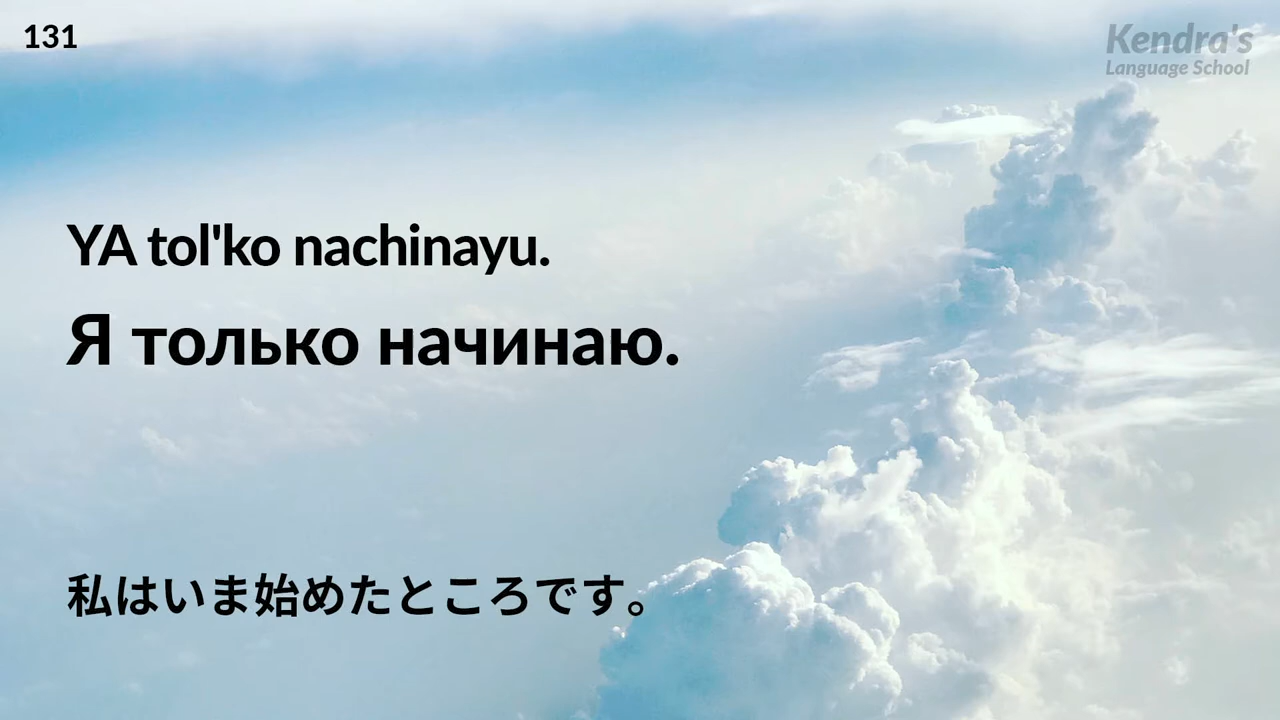 131
Kendra's
Language School
YA tol'ko nachinayu.
Я только начинаю.
私はいま始めたところです。